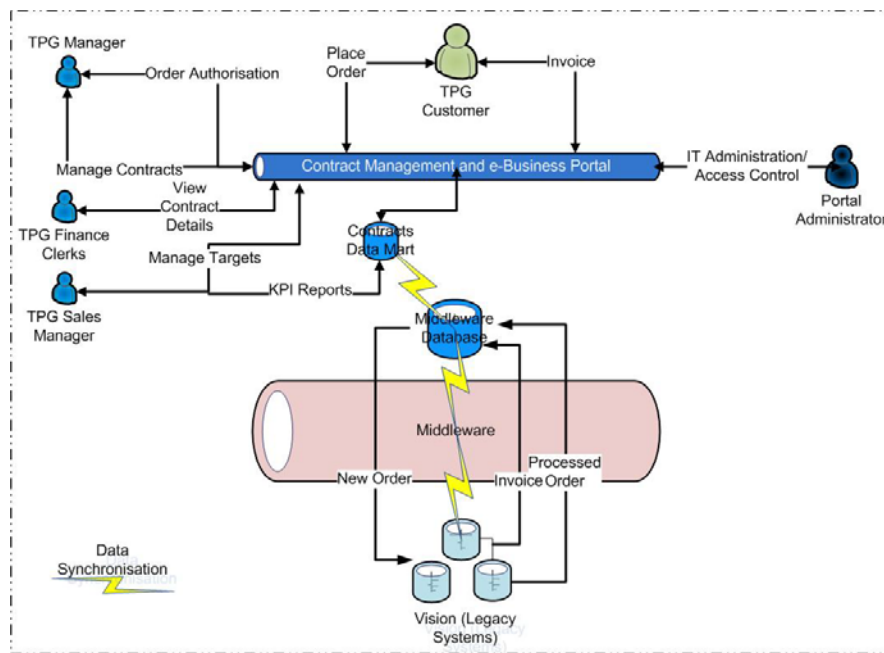 TPG Manager
Order Authorisation
Place
Order
Invoice
TPG
Customer
Manage Contracts
Contract Management and e-Business Portal
IT Administration/
Access Control
View
Contract
Details
Portal
Administrator
TPG Finance
Clerks
Contracts
Data Mart
Manage Targets
KPI Reports
TPG Sales
Manager
Middleware
Database
Middleware
New Order
Invoice
Processed
Order
Data
Synchronisation
Vision (Legacy
Systems)